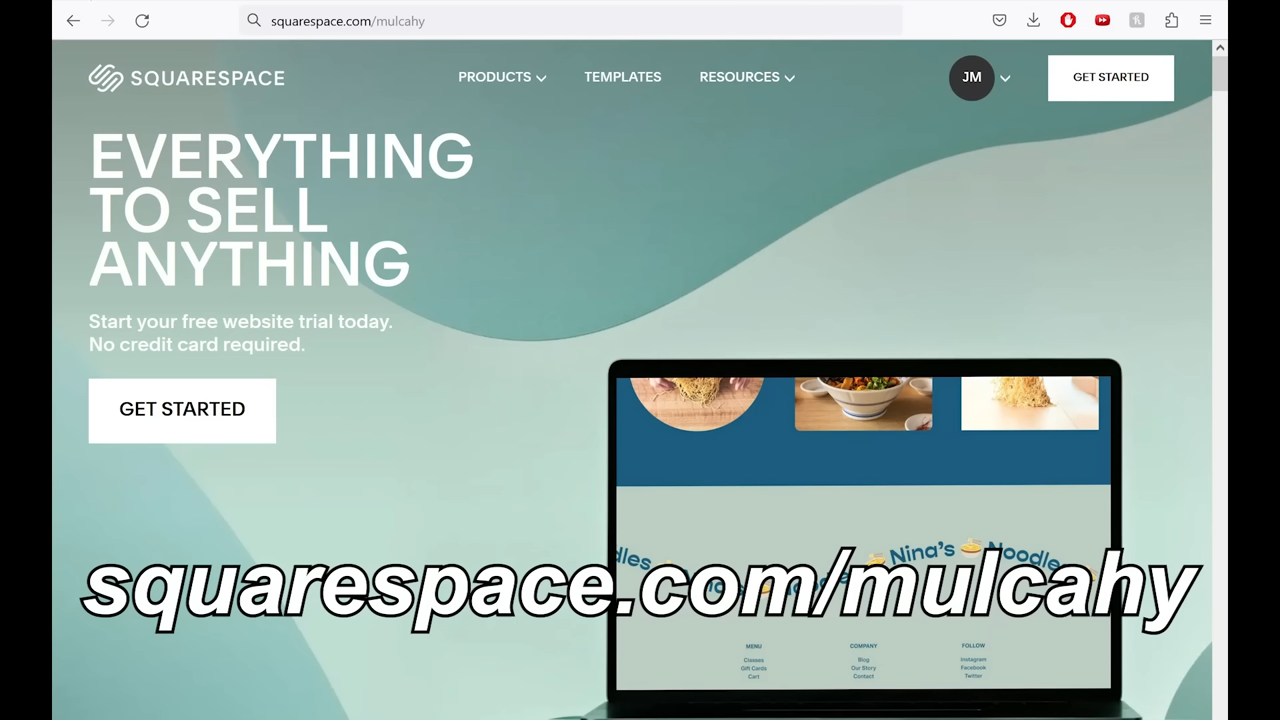 squarespace.com/mulcahy
SQUARESPACE
PRODUCTS
TEMPLATES
RESOURCES
JM
GET STARTED
EVERYTHING
TO SELL
ANYTHING
Start your free website trial today.
No credit card required.
GET STARTED
Nina's Noodles
squarespace.com/mulcahy
MENU
COMPANY
FOLLOW
Classes
Blog
Instagram
Gift Cards
Our Story
Facebook
Cart
Contact
Twitter